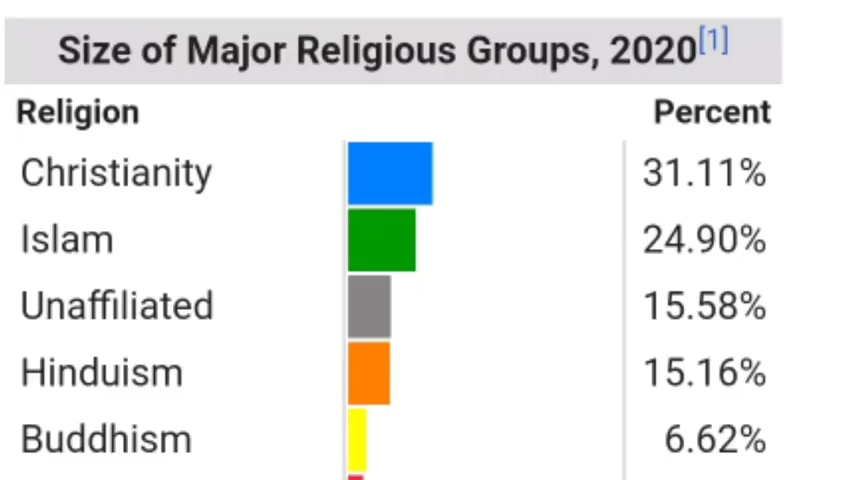 Size of Major Religious Groups, 2020[1]
Religion Percent
Christianity 31.11%
Islam 24.90%
Unaffiliated 15.58%
Hinduism 15.16%
Buddhism 6.62%